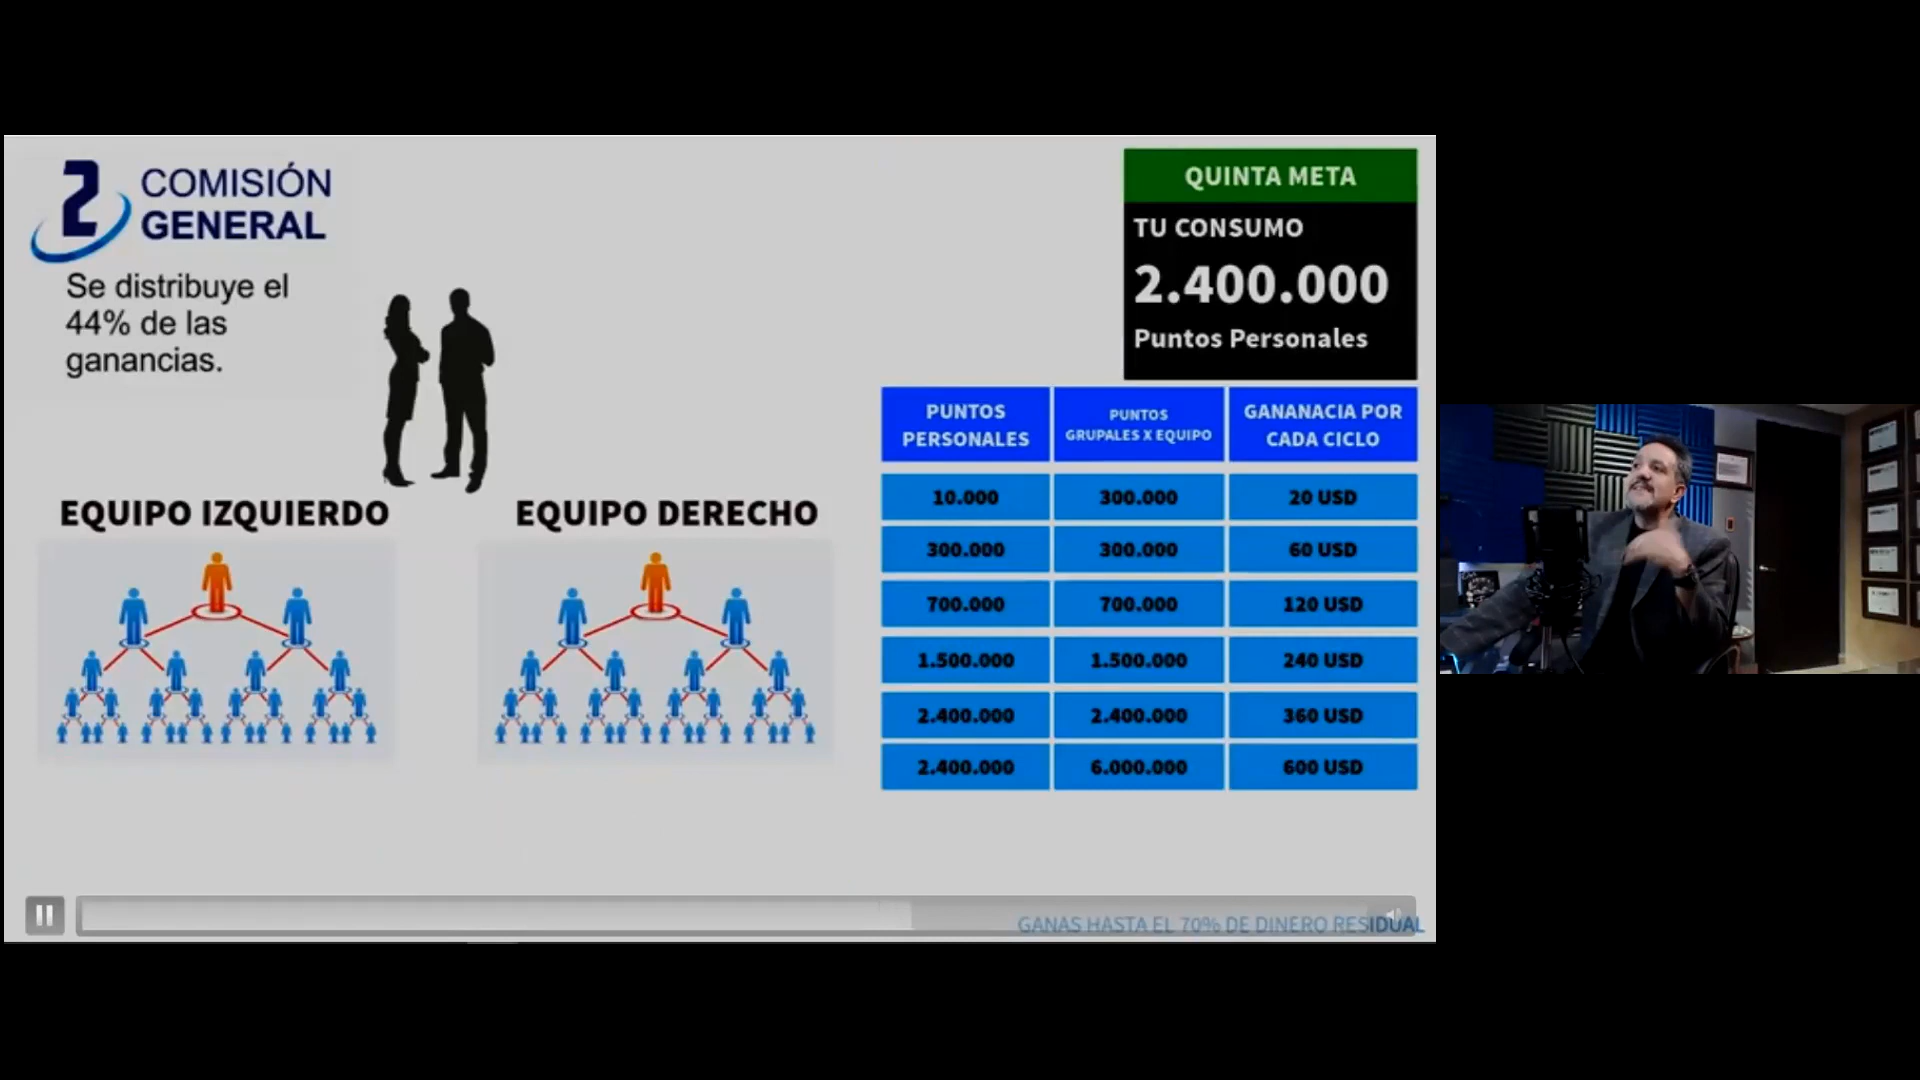 2 COMISIÓN
GENERAL
Se distribuye el
44% de las
ganancias.
EQUIPO IZQUIERDO
EQUIPO DERECHO
QUINTA META
TU CONSUMO
2.400.000
Puntos Personales
PUNTOS PERSONALES
PUNTOS GRUPALES X EQUIPO
GANANACIA POR CADA CICLO
10.000 300.000 20 USD
300.000 300.000 60 USD
700.000 700.000 120 USD
1.500.000 1.500.000 240 USD
2.400.000 2.400.000 360 USD
2.400.000 6.000.000 600 USD
GANAS HASTA EL 70% DE DINERO RESIDUAL